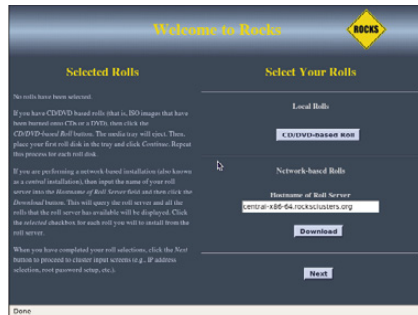 Welcome to Rocks
ROCKS
Selected Rolls
No rolls have been selected.
If you have CD/DVD based rolls (that is, ISO images that have
been burned onto CDs or a DVD), then click the
CD/DVD-based Roll button. The media tray will eject. Then,
place your first roll disk in the tray and click Continue. Repeat
this process for each roll disk.
If you are performing a network-based installation (also known
as a central installation), then input the name of your roll
server into the Hostname of Roll Server field and then click the
Download button. This will query the roll server and all the
rolls that the roll server has available will be displayed. Click
the selected checkbox for each roll you will to install from the
roll server.
When you have completed your roll selections, click the Next
button to proceed to cluster input screens (e.g., IP address
selection, root password setup, etc.).
Select Your Rolls
Local Rolls
CD/DVD-based Roll
Network-based Rolls
Hostname of Roll Server
central-x86-64.rocksclusters.org
Download
Next
Done